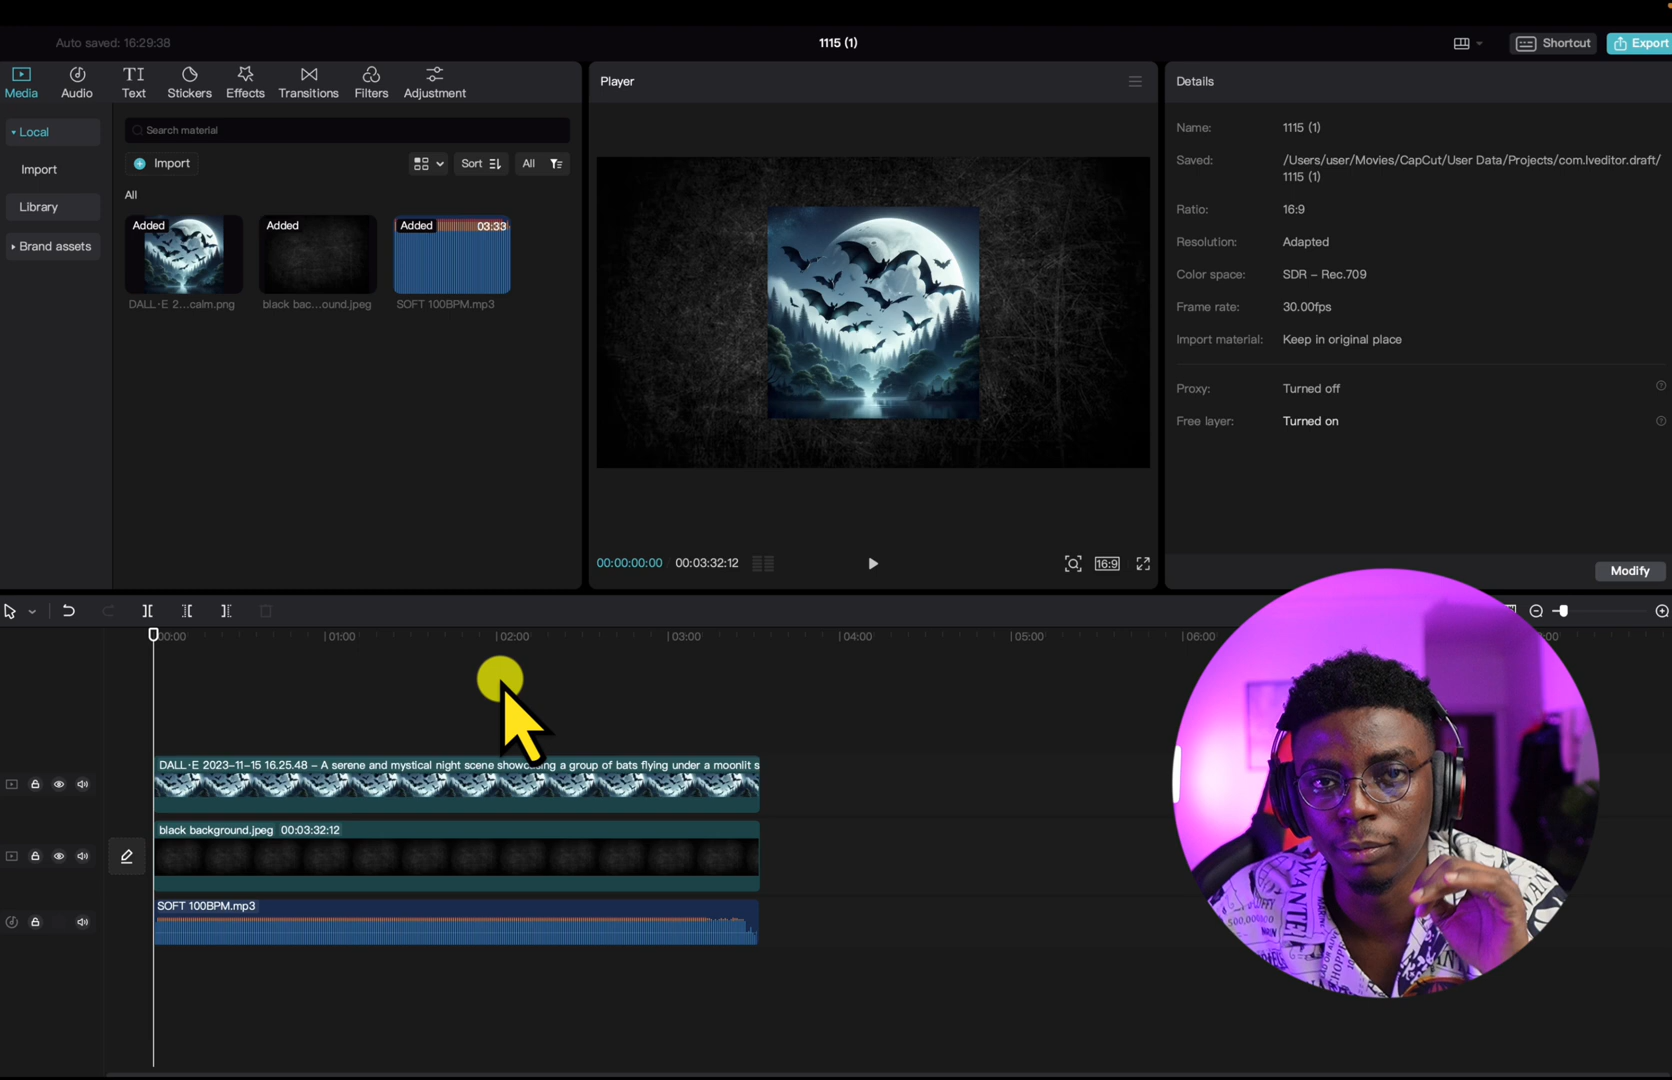 Auto saved: 16:29:38
1115 (1)
Shortcut
Export
Media
Audio
TI
Text
Stickers
Effects
Transitions
Filters
Adjustment
Player
Details
Local
Import
Library
Brand assets
Search material
Import
Sort
All
All
Added
Added
Added
03:33
DALL·E 2...calm.png
black bac...ound.jpeg
SOFT 100BPM.mp3
Name:
1115 (1)
Saved:
/Users/user/Movies/CapCut/User Data/Projects/com.lveditor.draft/
1115 (1)
Ratio:
16:9
Resolution:
Adapted
Color space:
SDR – Rec.709
Frame rate:
30.00fps
Import material:
Keep in original place
Proxy:
Turned off
Free layer:
Turned on
00:00:00:00
00:03:32:12
16:9
Modify
00:00
01:00
02:00
03:00
04:00
05:00
06:00
DALL·E 2023-11-15 16.25.48 – A serene and mystical night scene showcasing a group of bats flying under a moonlit s
black background.jpeg 00:03:32:12
SOFT 100BPM.mp3
WANTE
500,000,000